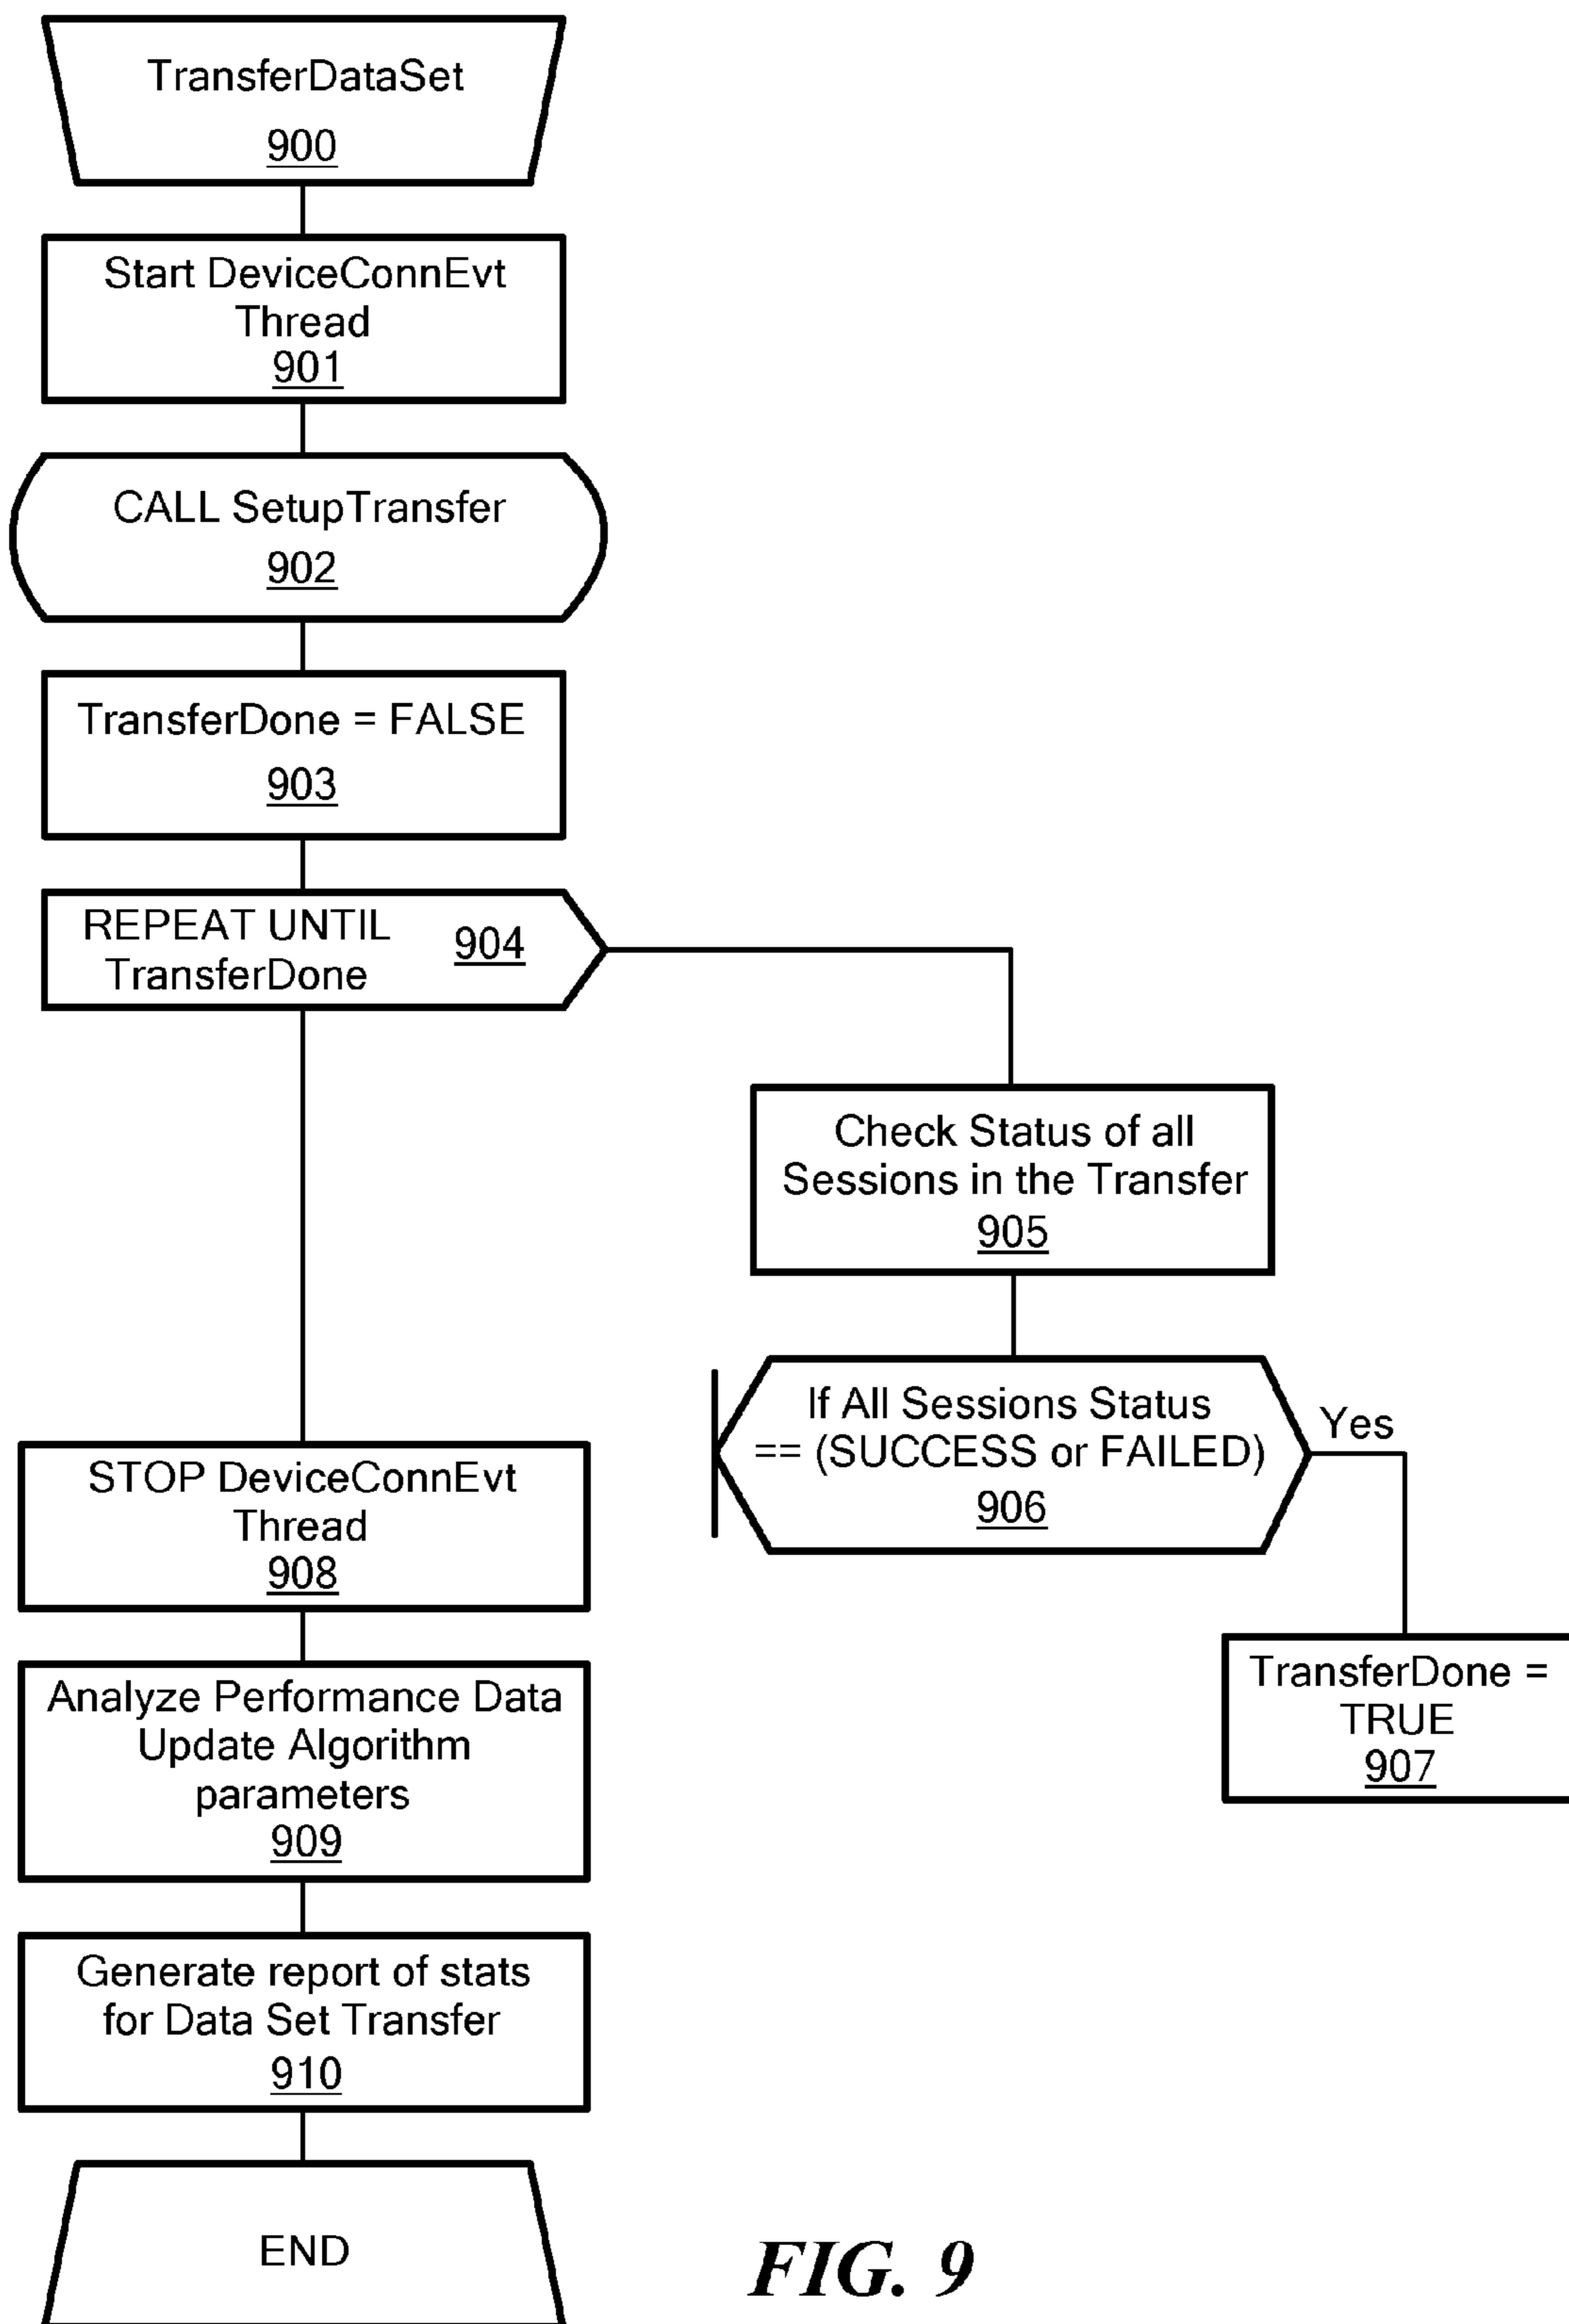 TransferDataSet
900
Start DeviceConnEvt
Thread
901
CALL SetupTransfer
902
TransferDone = FALSE
903
REPEAT UNTIL
TransferDone
904
Check Status of all
Sessions in the Transfer
905
If All Sessions Status
== (SUCCESS or FAILED)
906
Yes
TransferDone =
TRUE
907
STOP DeviceConnEvt
Thread
908
Analyze Performance Data
Update Algorithm
parameters
909
Generate report of stats
for Data Set Transfer
910
END
FIG. 9